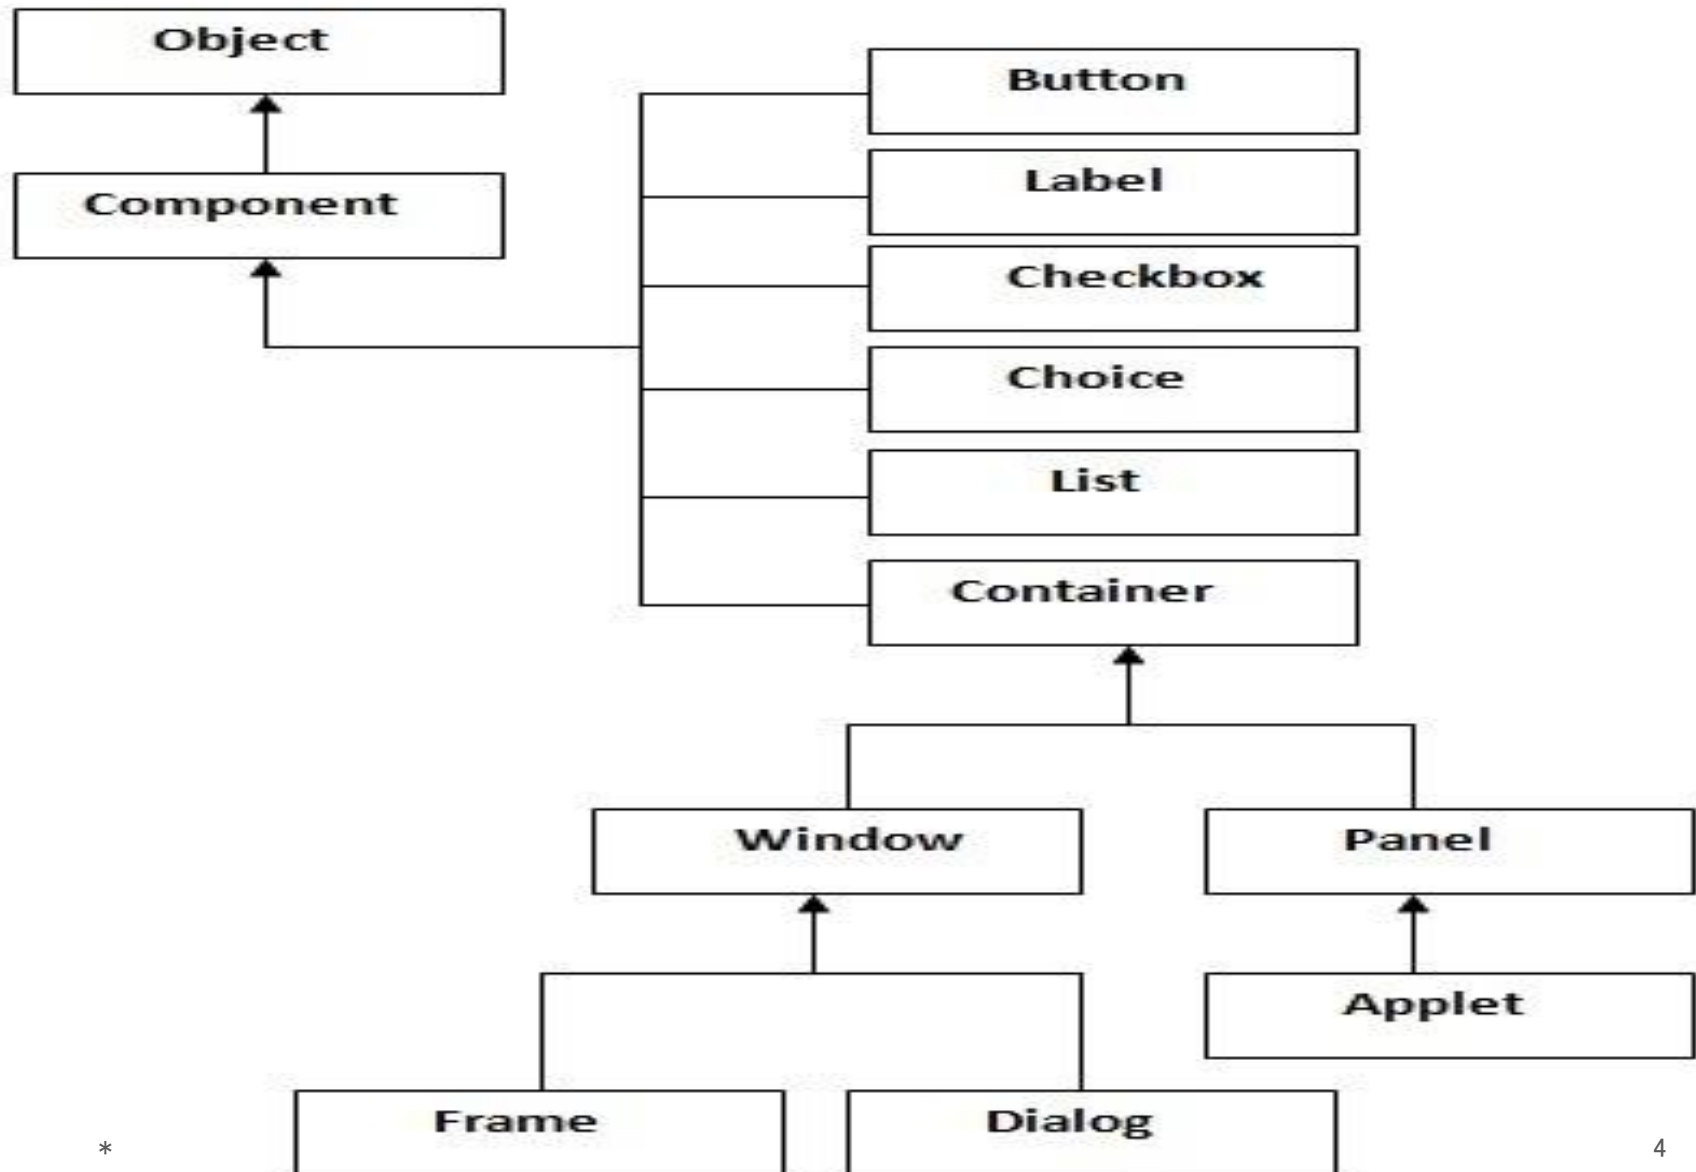 Object
Component
Button
Label
Checkbox
Choice
List
Container
Window
Panel
Applet
Frame
Dialog
*
4